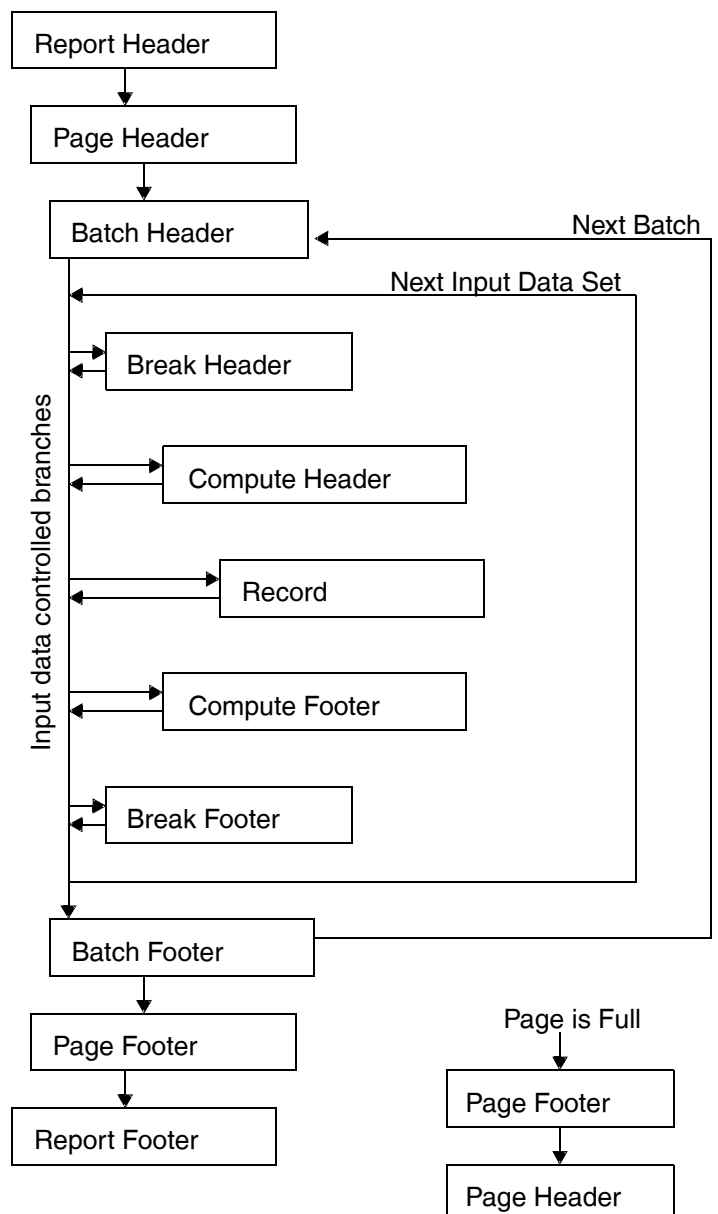 Report Header
Page Header
Batch Header
Next Batch
Next Input Data Set
Break Header
Compute Header
Input data controlled branches
Record
Compute Footer
Break Footer
Batch Footer
Page is Full
Page Footer
Page Footer
Report Footer
Page Header